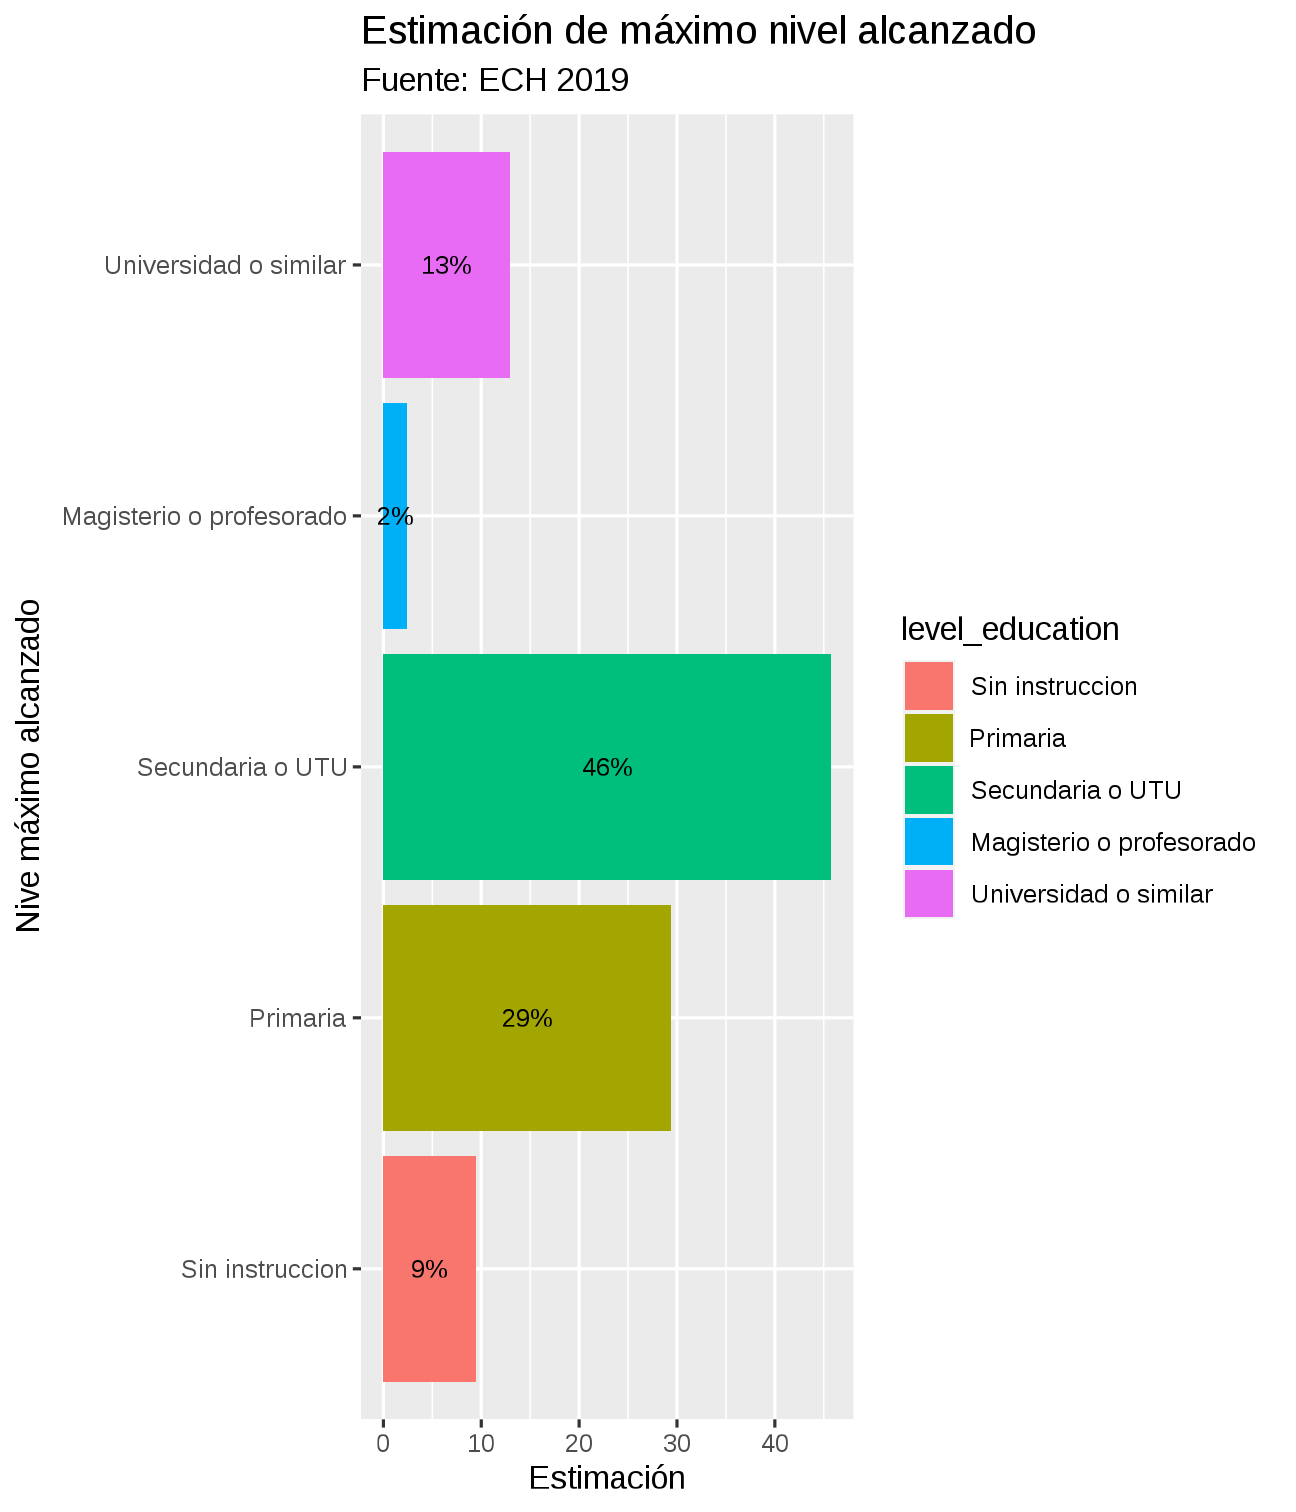 Estimación de máximo nivel alcanzado
Fuente: ECH 2019
Nive máximo alcanzado
Universidad o similar
13%
Magisterio o profesorado
2%
Secundaria o UTU
46%
Primaria
29%
Sin instruccion
9%
0 10 20 30 40
Estimación
level_education
Sin instruccion
Primaria
Secundaria o UTU
Magisterio o profesorado
Universidad o similar